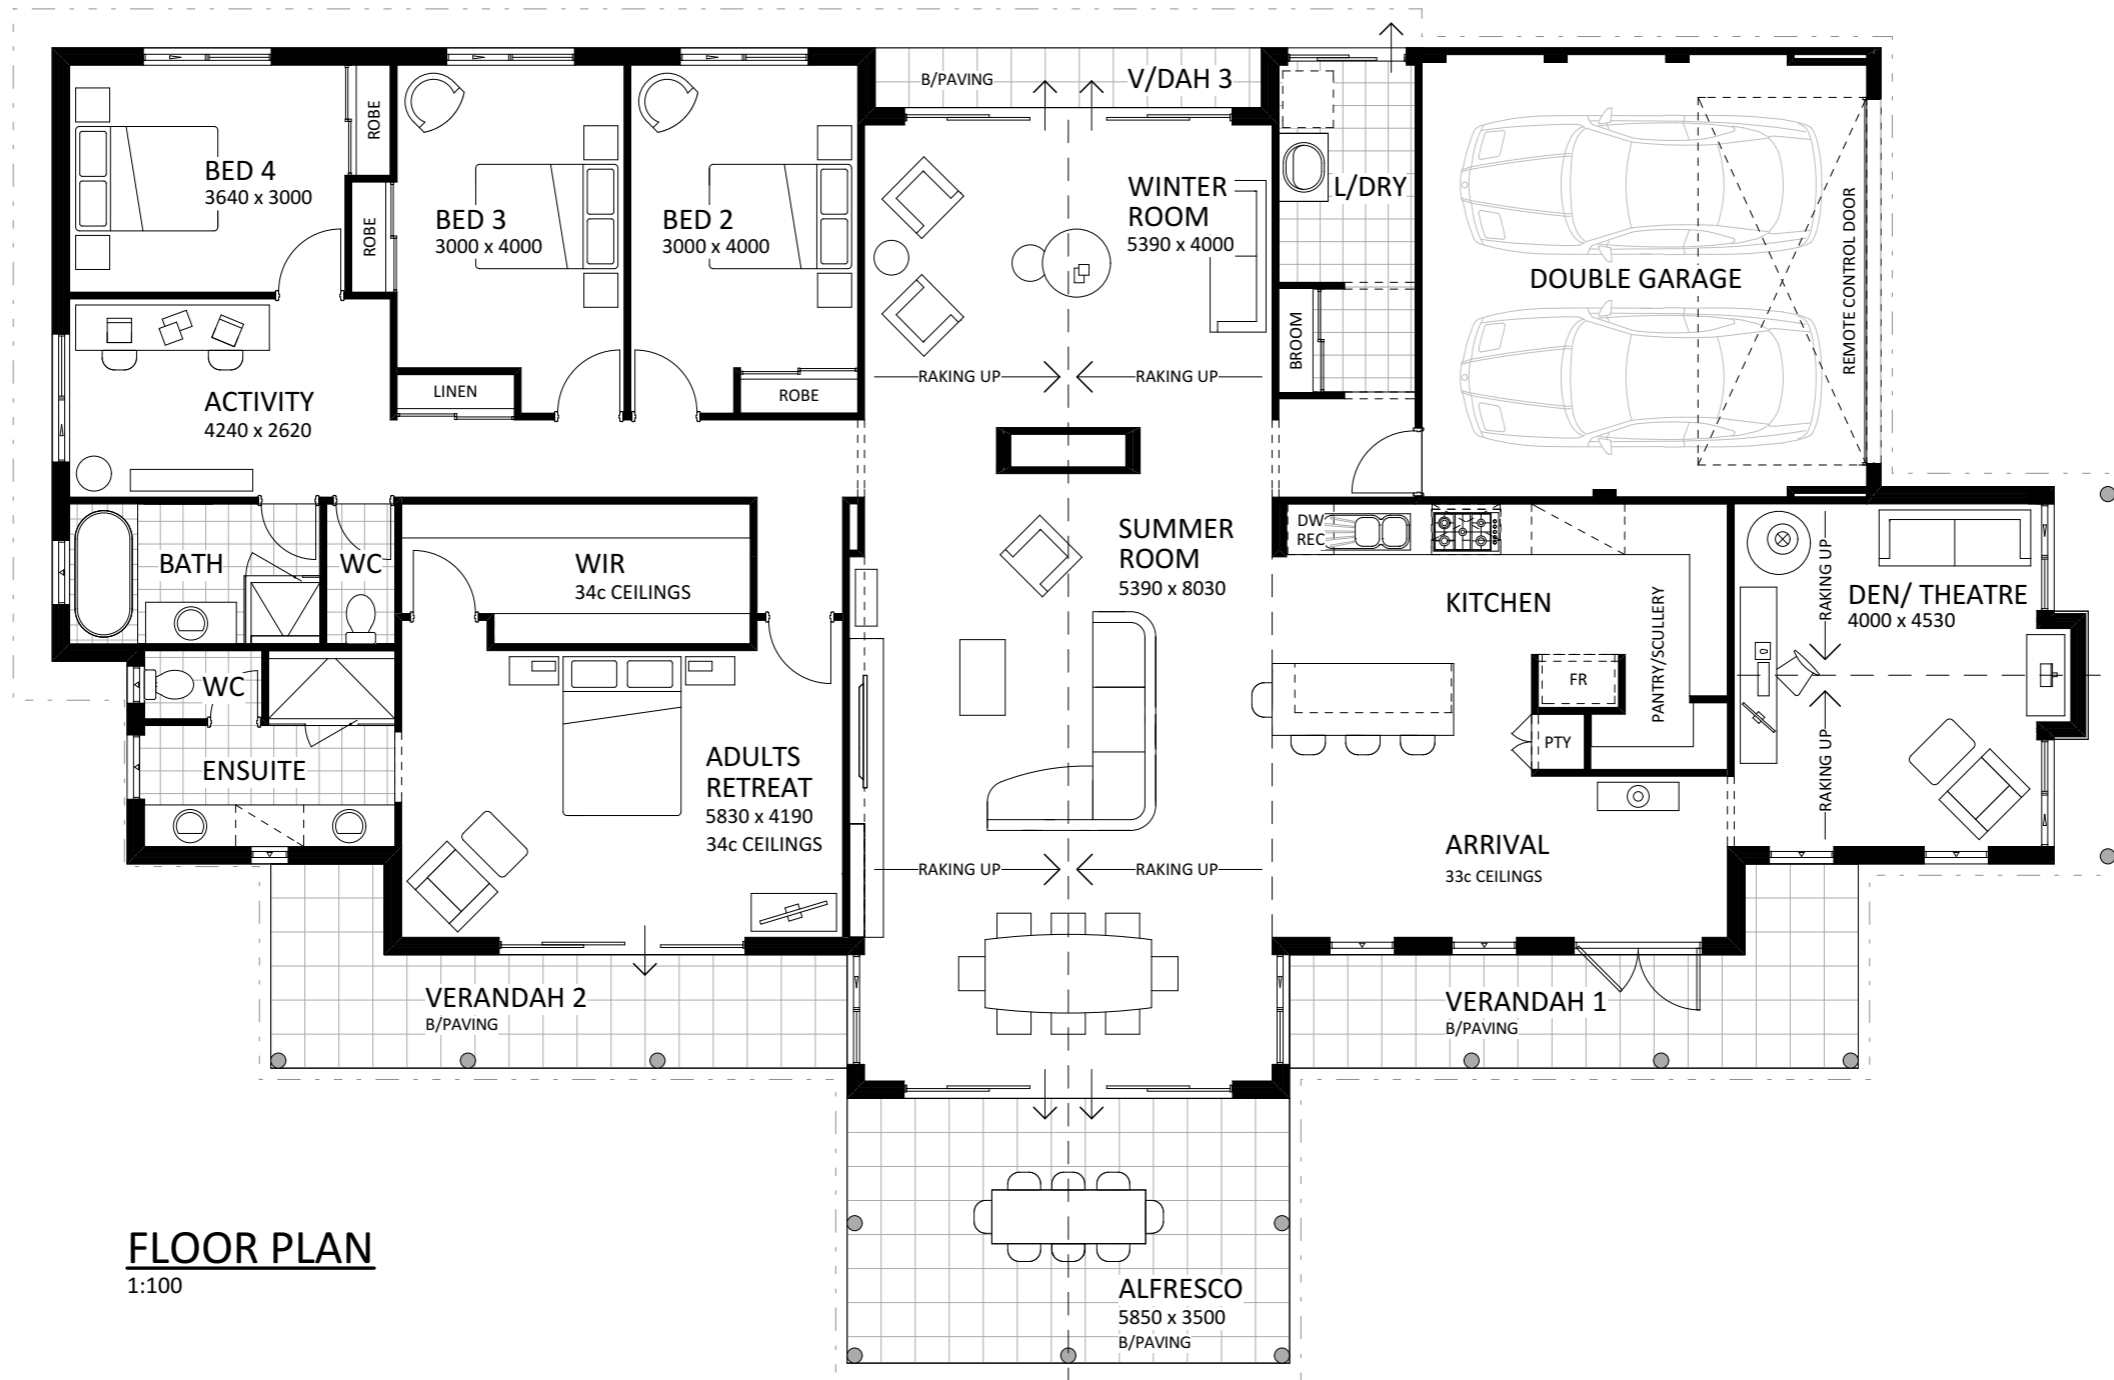 B/PAVING
V/DAH 3
BED 4
3640 x 3000
ROBE
ROBE
BED 3
3000 x 4000
BED 2
3000 x 4000
WINTER
ROOM
5390 x 4000
L/DRY
DOUBLE GARAGE
REMOTE CONTROL DOOR
BROOM
RAKING UP
RAKING UP
LINEN
ROBE
ACTIVITY
4240 x 2620
BATH
WC
WIR
34c CEILINGS
SUMMER
ROOM
5390 x 8030
DW
REC
KITCHEN
PANTRY/SCULLERY
FR
PTY
RAKING UP
DEN/ THEATRE
4000 x 4530
RAKING UP
WC
ENSUITE
ADULTS
RETREAT
5830 x 4190
34c CEILINGS
RAKING UP
RAKING UP
ARRIVAL
33c CEILINGS
VERANDAH 2
B/PAVING
VERANDAH 1
B/PAVING
FLOOR PLAN
1:100
ALFRESCO
5850 x 3500
B/PAVING